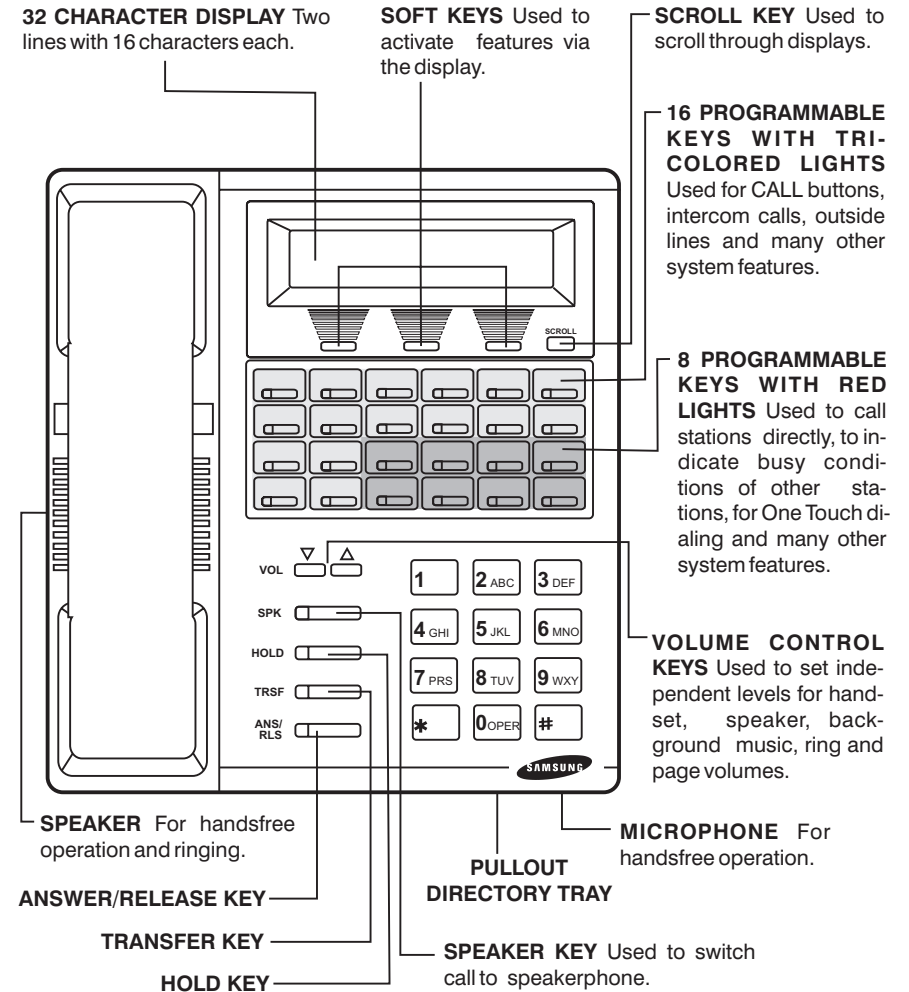 32 CHARACTER DISPLAY Two
lines with 16 characters each.
SOFT KEYS Used to
activate features via
the display.
SCROLL KEY Used to
scroll through displays.
16 PROGRAMMABLE
KEYS WITH TRI-
COLORED LIGHTS
Used for CALL buttons,
intercom calls, outside
lines and many other
system features.
SCROLL
8 PROGRAMMABLE
KEYS WITH RED
LIGHTS Used to call
stations directly, to in-
dicate busy condi-
tions of other sta-
tions, for One Touch di-
aling and many other
system features.
VOL
SPK
HOLD
TRSF
ANS/
RLS
1 2 ABC 3 DEF
4 GHI 5 JKL 6 MNO
7 PRS 8 TUV 9 WXY
* 0 OPER #
SAMSUNG
VOLUME CONTROL
KEYS Used to set inde-
pendent levels for hand-
set, speaker, back-
ground music, ring and
page volumes.
SPEAKER For handsfree
operation and ringing.
MICROPHONE For
handsfree operation.
PULLOUT
DIRECTORY TRAY
ANSWER/RELEASE KEY
TRANSFER KEY
HOLD KEY
SPEAKER KEY Used to switch
call to speakerphone.